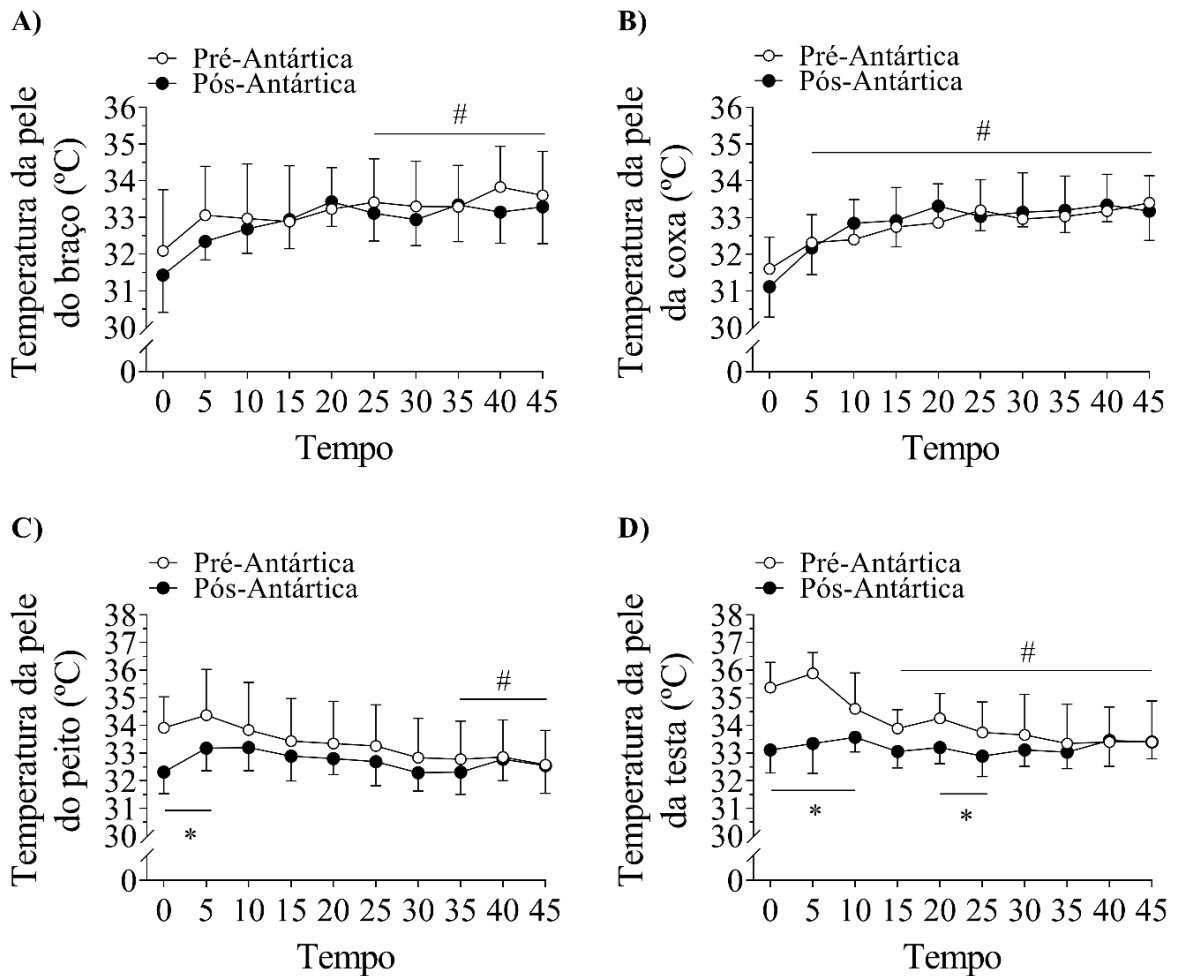 A)
Pré-Antártica
Pós-Antártica
Temperatura da pele
do braço (ºC)
#
36
35
34
33
32
31
30
0
0 5 10 15 20 25 30 35 40 45
Tempo
B)
Pré-Antártica
Pós-Antártica
Temperatura da pele
da coxa (ºC)
#
36
35
34
33
32
31
30
0
0 5 10 15 20 25 30 35 40 45
Tempo
C)
Pré-Antártica
Pós-Antártica
Temperatura da pele
do peito (ºC)
#
38
37
36
35
34
33
32
31
30
0
*
0 5 10 15 20 25 30 35 40 45
Tempo
D)
Pré-Antártica
Pós-Antártica
Temperatura da pele
da testa (ºC)
#
38
37
36
35
34
33
32
31
30
0
* *
0 5 10 15 20 25 30 35 40 45
Tempo